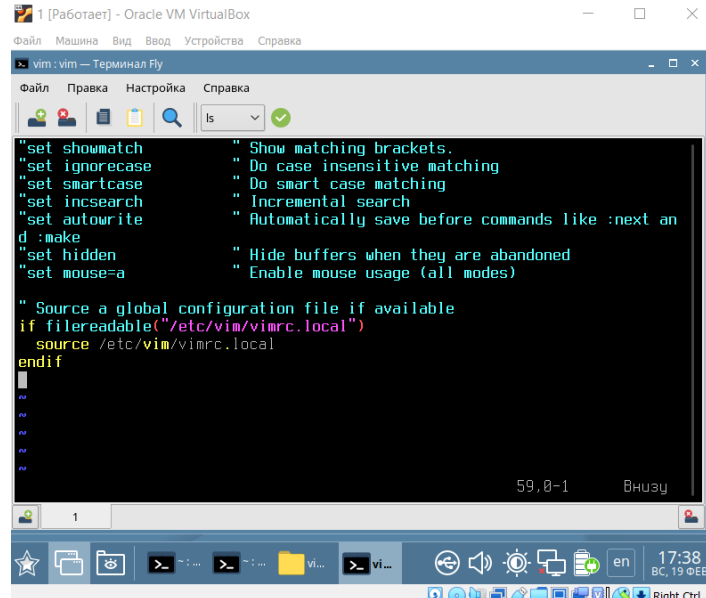 1 [Работает] - Oracle VM VirtualBox
Файл Машина Вид Ввод Устройства Справка
vim : vim — Терминал Fly
Файл Правка Настройка Справка
ls
"set showmatch " Show matching brackets.
"set ignorecase " Do case insensitive matching
"set smartcase " Do smart case matching
"set incsearch " Incremental search
"set autowrite " Automatically save before commands like :next an
d :make
"set hidden " Hide buffers when they are abandoned
"set mouse=a " Enable mouse usage (all modes)
" Source a global configuration file if available
if filereadable("/etc/vim/vimrc.local")
  source /etc/vim/vimrc.local
endif
~
~
~
~
~
59,0-1 Внизу
1
~ : ... ~ : ... vi... vi... en 17:38
ВС, 19 ФЕВ
Right Ctrl